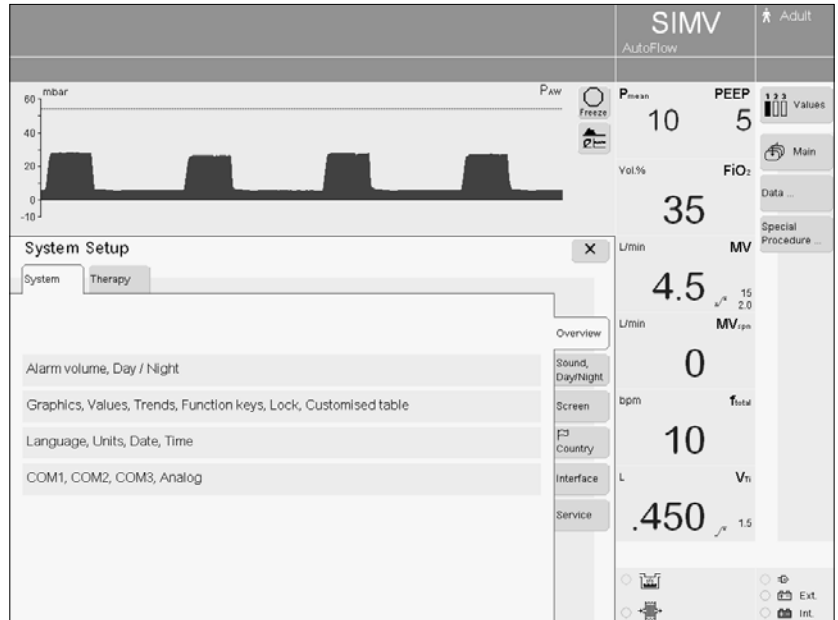 SIMV
AutoFlow
Adult
mbar
PAW
60
40
20
0
-10
Freeze
Pmean PEEP
10 5
Vol.% FiO2
35
L/min MV
4.5 15
2.0
L/min MVspn
0
bpm ftotal
10
L VTi
.450 1.5
1 2 3
Values
Main
Data ...
Special
Procedure ...
System Setup
X
System Therapy
Overview
Alarm volume, Day / Night
Sound,
Day/Night
Graphics, Values, Trends, Function keys, Lock, Customised table
Screen
Language, Units, Date, Time
Country
COM1, COM2, COM3, Analog
Interface
Service
Ext.
Int.